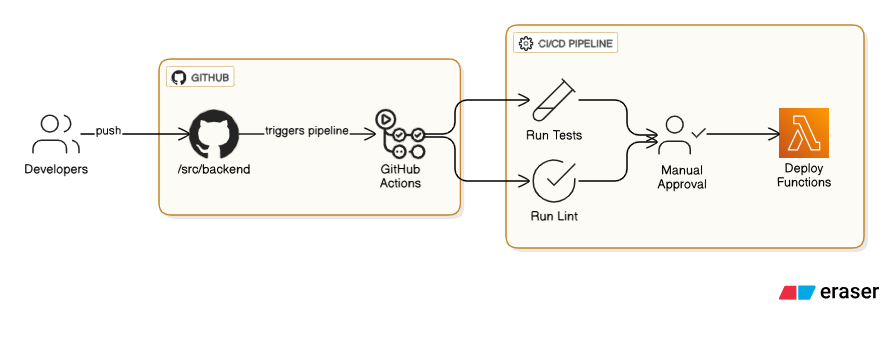 GITHUB
CI/CD PIPELINE
Developers
push
/src/backend
triggers pipeline
GitHub
Actions
Run Tests
Run Lint
Manual
Approval
Deploy
Functions
eraser